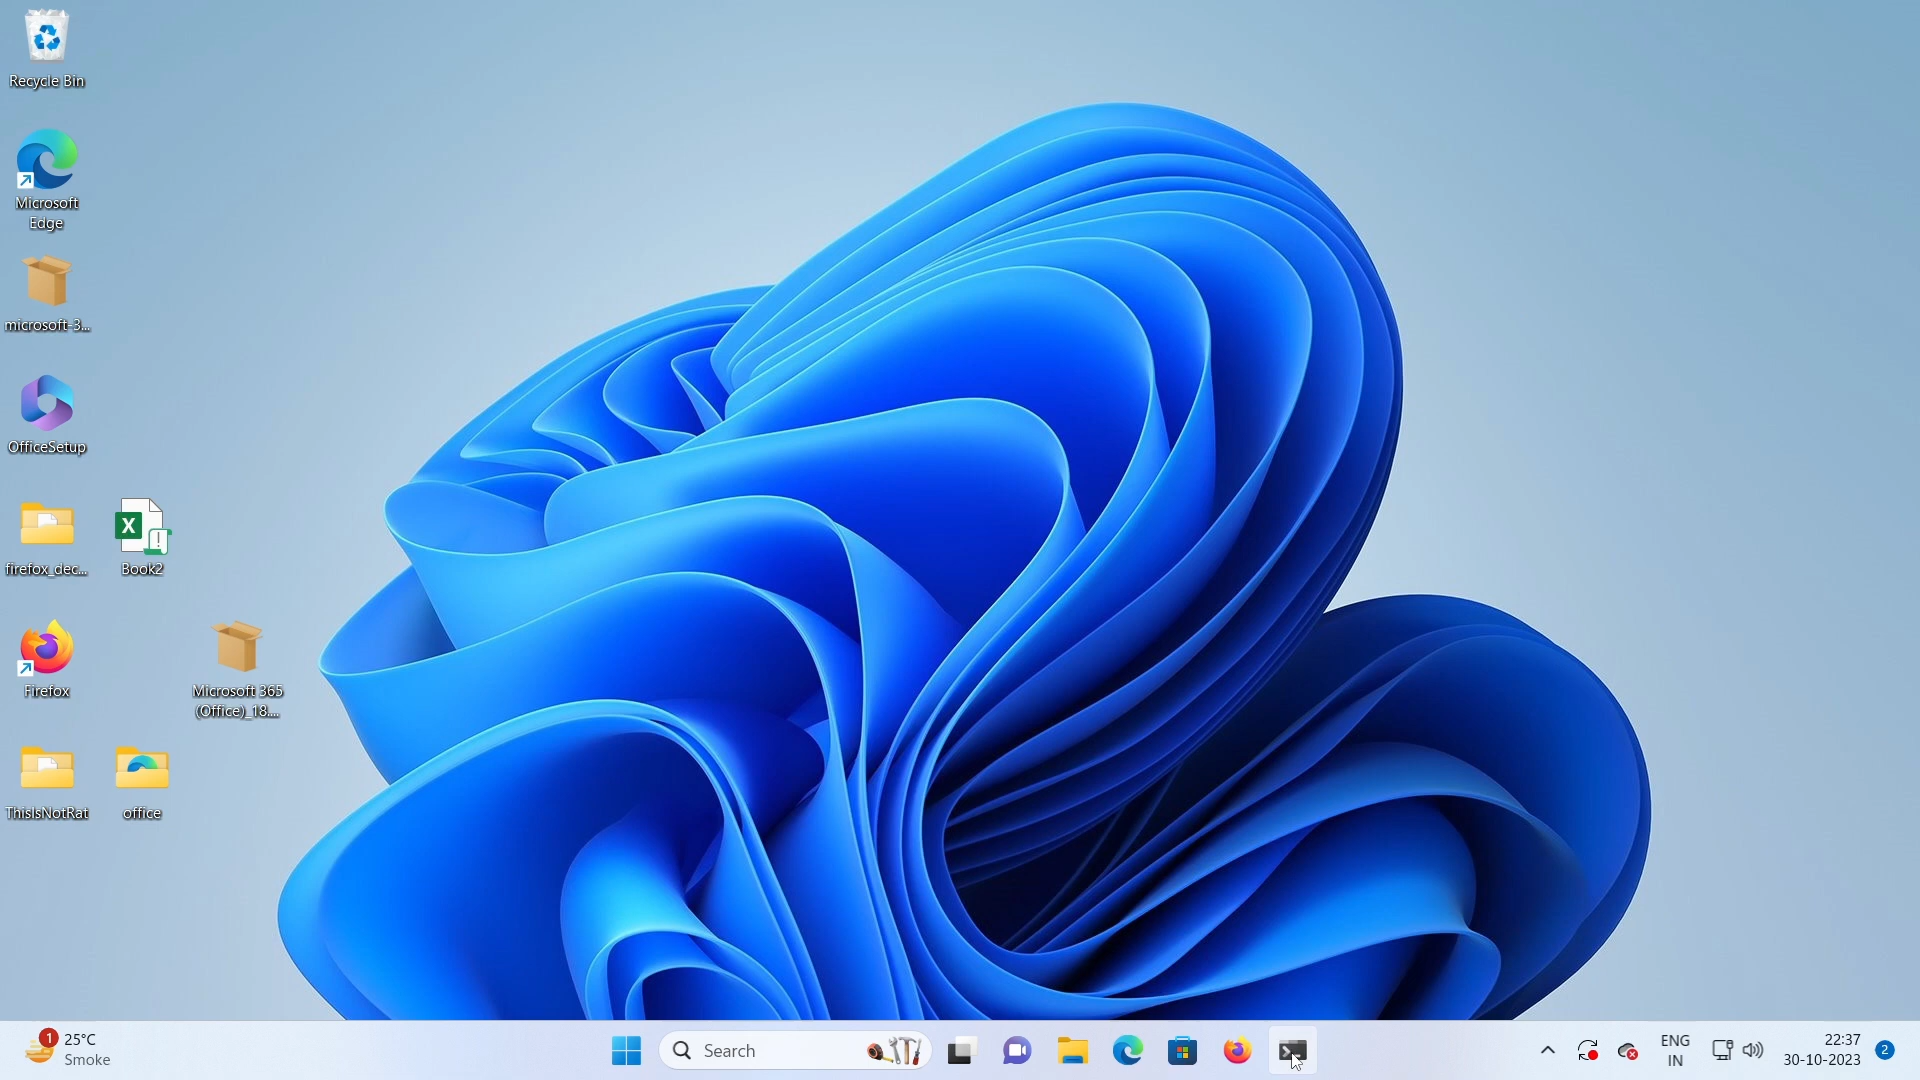 Recycle Bin
Microsoft
Edge
microsoft-3...
OfficeSetup
firefox_dec...
Book2
Firefox
Microsoft 365
(Office)_18....
ThisIsNotRat
office
1
25°C
Smoke
Search
ENG
IN
22:37
30-10-2023
2